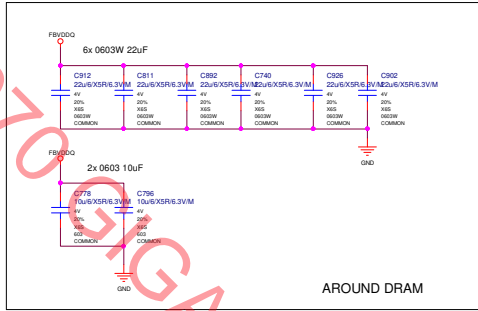 FBVDDQ
6x 0603W 22uF
C912 C811 C892 C740 C926 C902
22u/6/X5R/6.3V/M 22u/6/X5R/6.3V/M 22u/6/X5R/6.3V/M 22u/6/X5R/6.3V/M 22u/6/X5R/6.3V/M 22u/6/X5R/6.3V/M
4V 4V 4V 4V 4V 4V
20% 20% 20% 20% 20% 20%
X6S X6S X6S X6S X6S X6S
0603W 0603W 0603W 0603W 0603W 0603W
COMMON COMMON COMMON COMMON COMMON COMMON
GND
FBVDDQ
2x 0603 10uF
C778 C796
10u/6/X5R/6.3V/M 10u/6/X5R/6.3V/M
4V 4V
20% 20%
X6S X6S
603 603
COMMON COMMON
GND
AROUND DRAM
70 GIGA